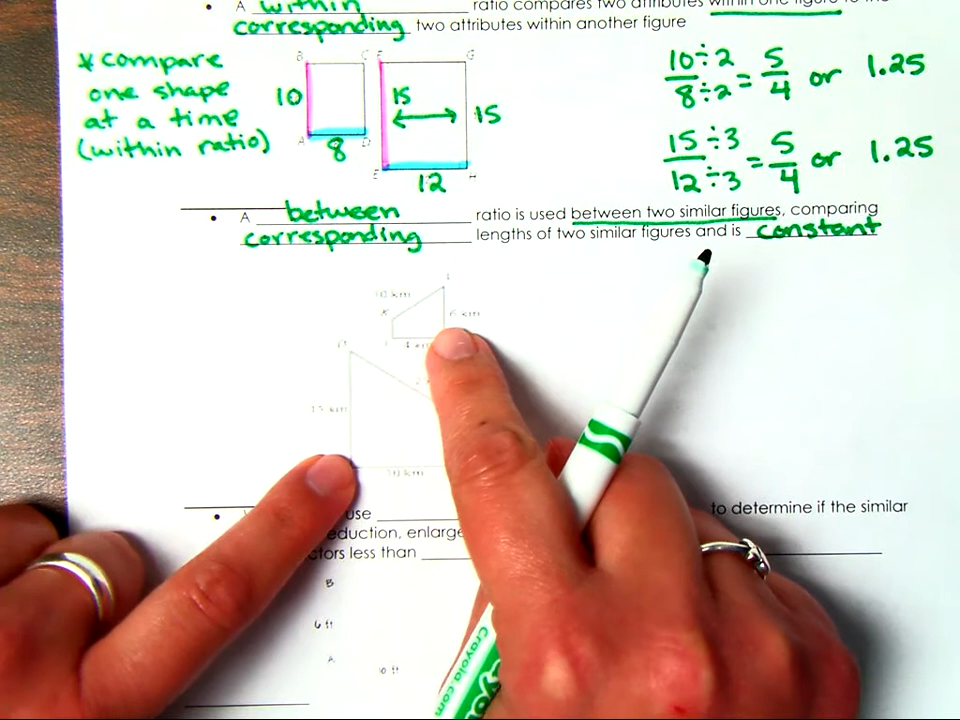 • A within ratio compares two attributes within one figure to the
corresponding two attributes within another figure
* compare
one shape
at a time
(within ratio)
B C F G
10 15 15
A 8 D E 12 H
10÷2/8÷2 = 5/4 or 1.25
15÷3/12÷3 = 5/4 or 1.25
• A between ratio is used between two similar figures, comparing
corresponding lengths of two similar figures and is constant
10 km
K 6 km
15 km
10 km
use to determine if the similar
eduction, enlarge
ctors less than
B
6 ft
A 10 ft
Crayola.com